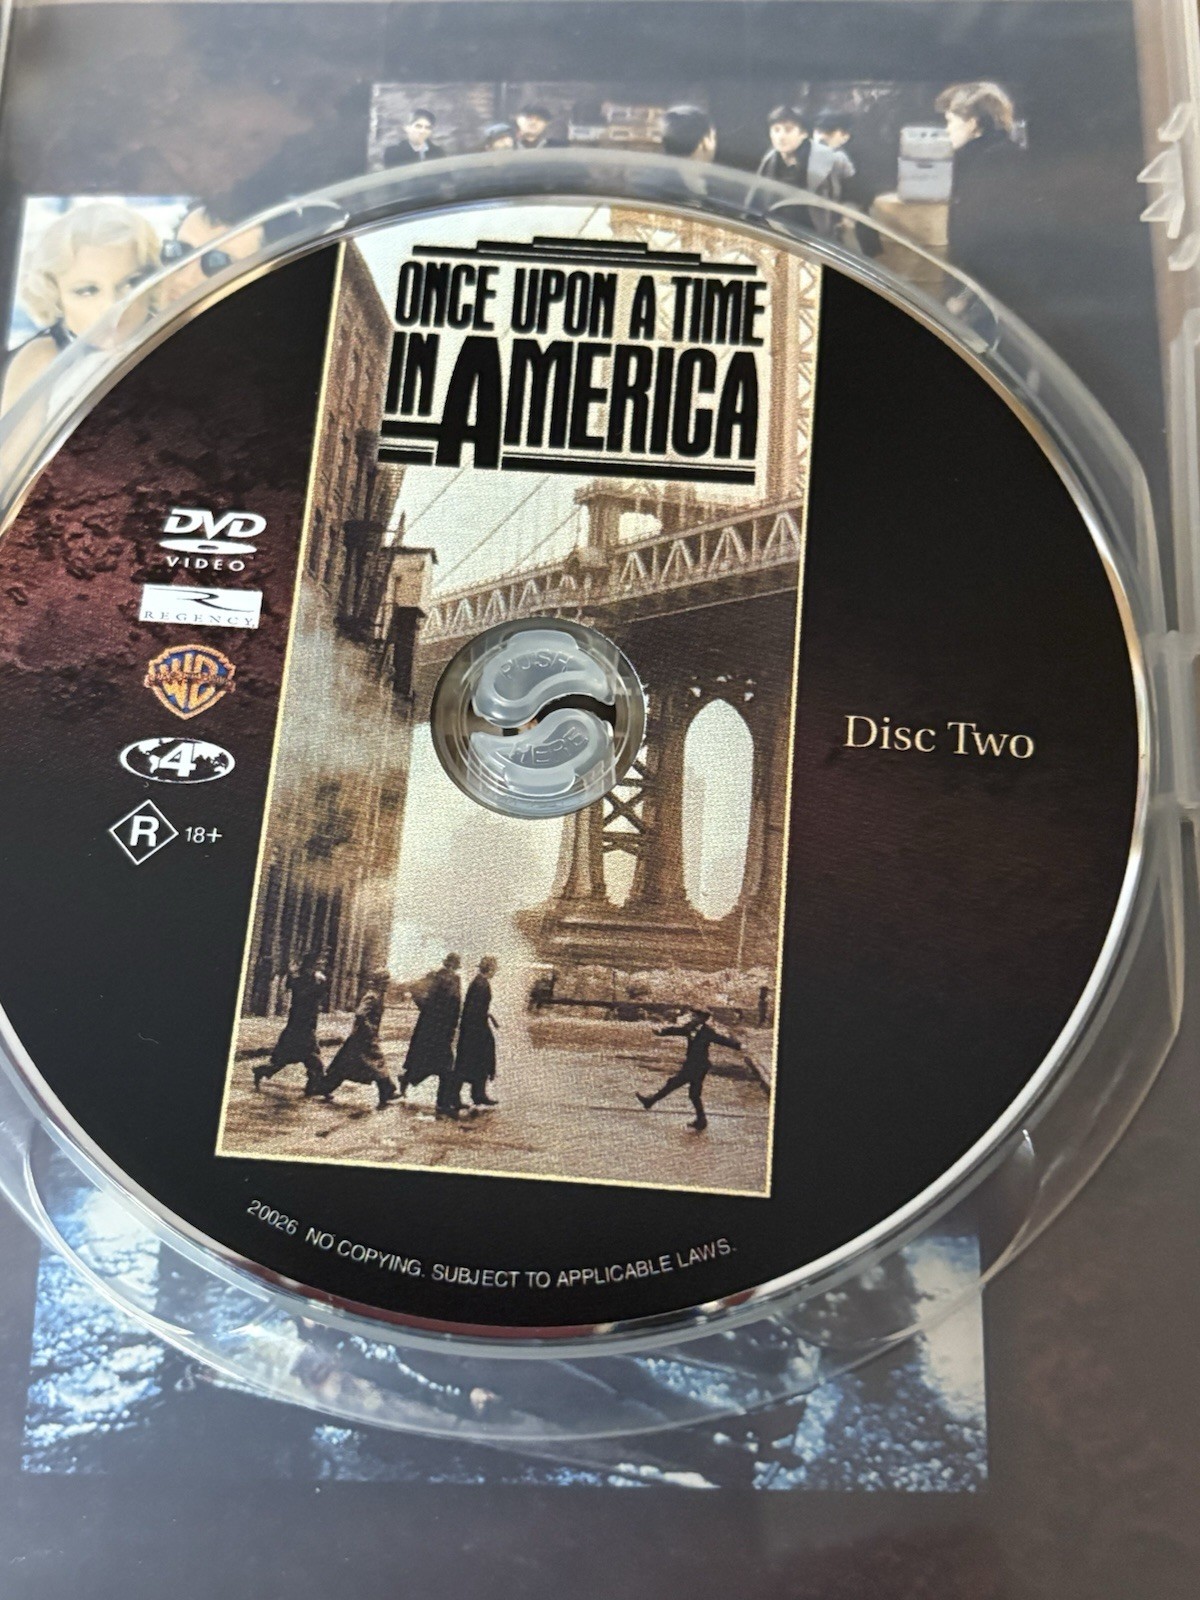 ONCE UPON A TIME
IN AMERICA
DVD
VIDEO
REGENCY
WB
4
R 18+
PUSH
HERE
Disc Two
20026 NO COPYING. SUBJECT TO APPLICABLE LAWS.